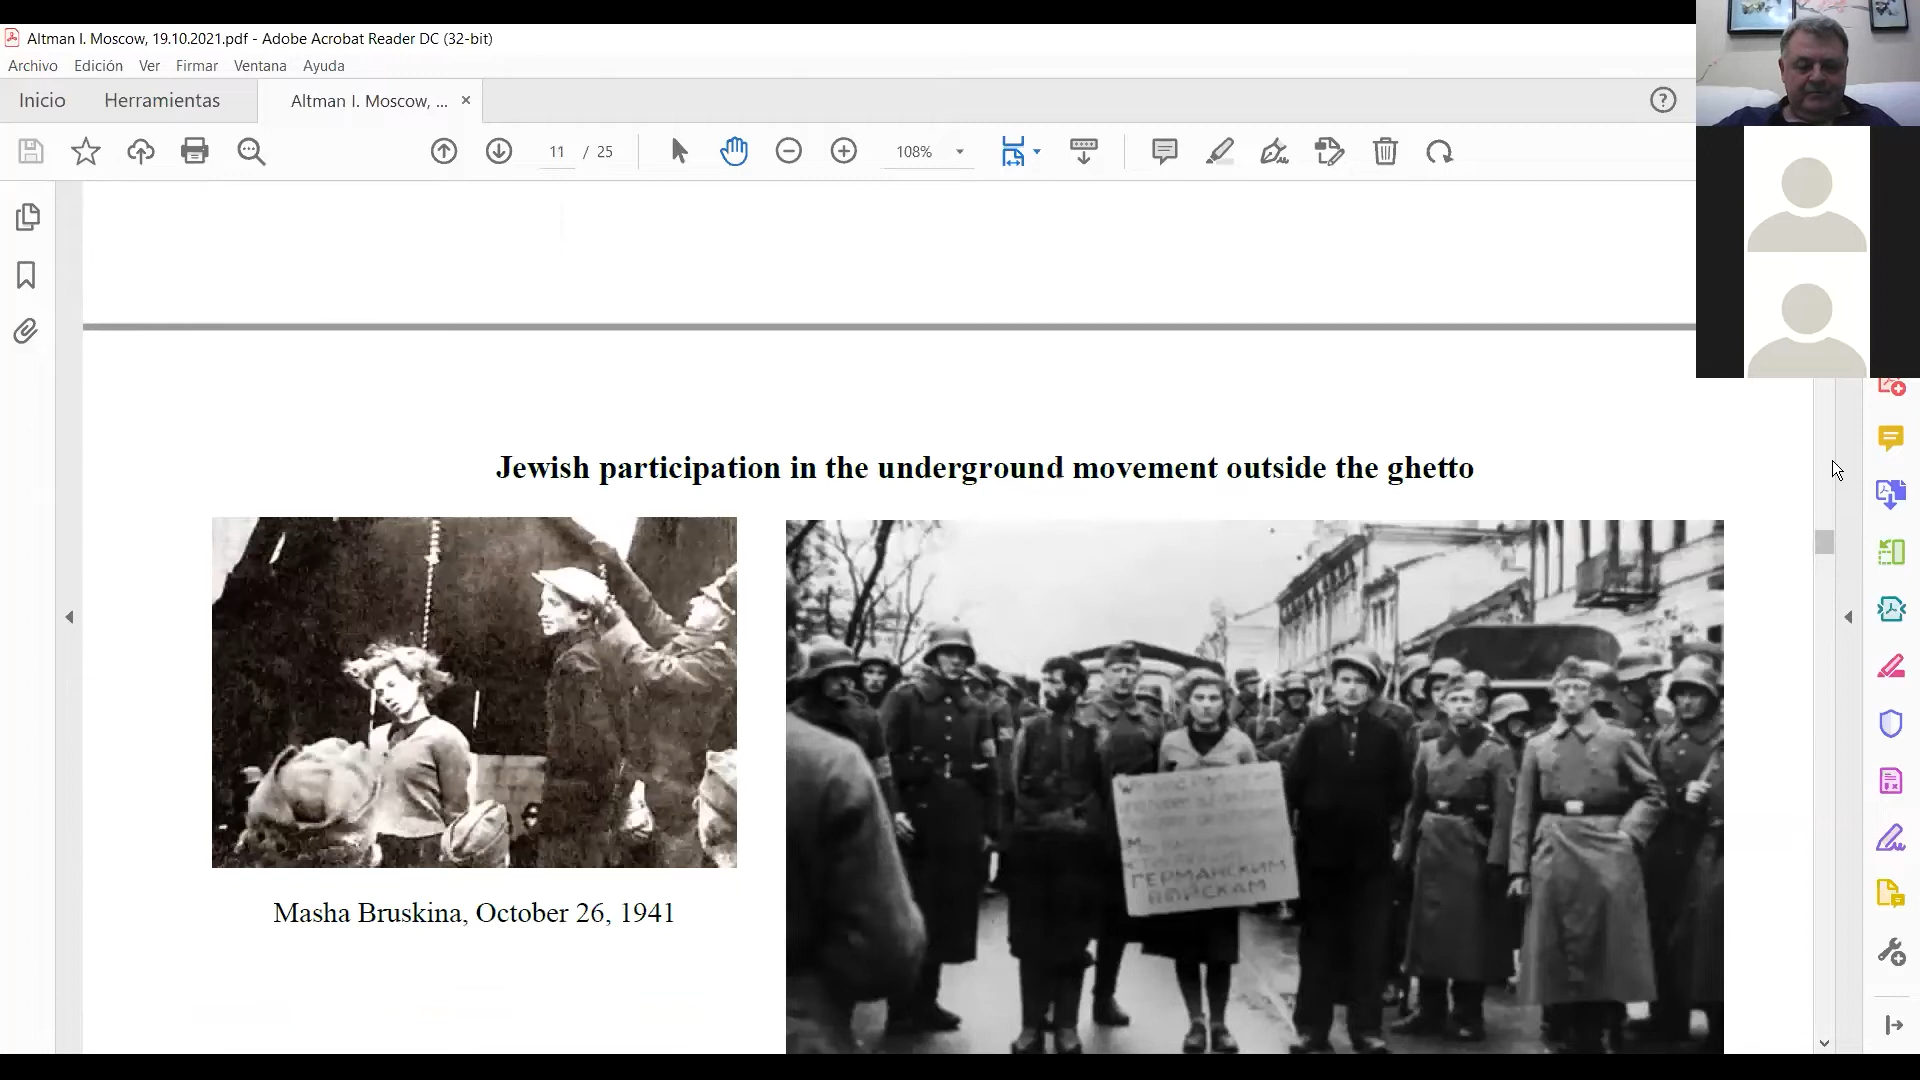 Altman I. Moscow, 19.10.2021.pdf - Adobe Acrobat Reader DC (32-bit)
Archivo Edición Ver Firmar Ventana Ayuda
Inicio Herramientas Altman I. Moscow, ... ×
11 / 25 108%
Jewish participation in the underground movement outside the ghetto
ГЕРМАНСКИМ
ВОЙСКАМ
Masha Bruskina, October 26, 1941